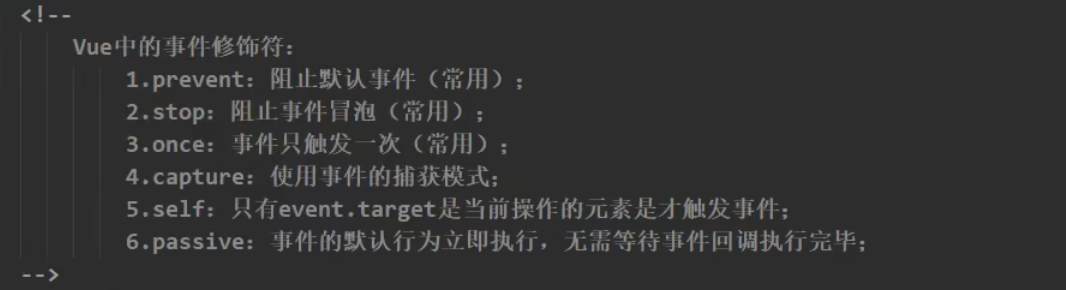 <!--
Vue中的事件修饰符：
1.prevent：阻止默认事件（常用）；
2.stop：阻止事件冒泡（常用）；
3.once：事件只触发一次（常用）；
4.capture：使用事件的捕获模式；
5.self：只有event.target是当前操作的元素是才触发事件；
6.passive：事件的默认行为立即执行，无需等待事件回调执行完毕；
-->